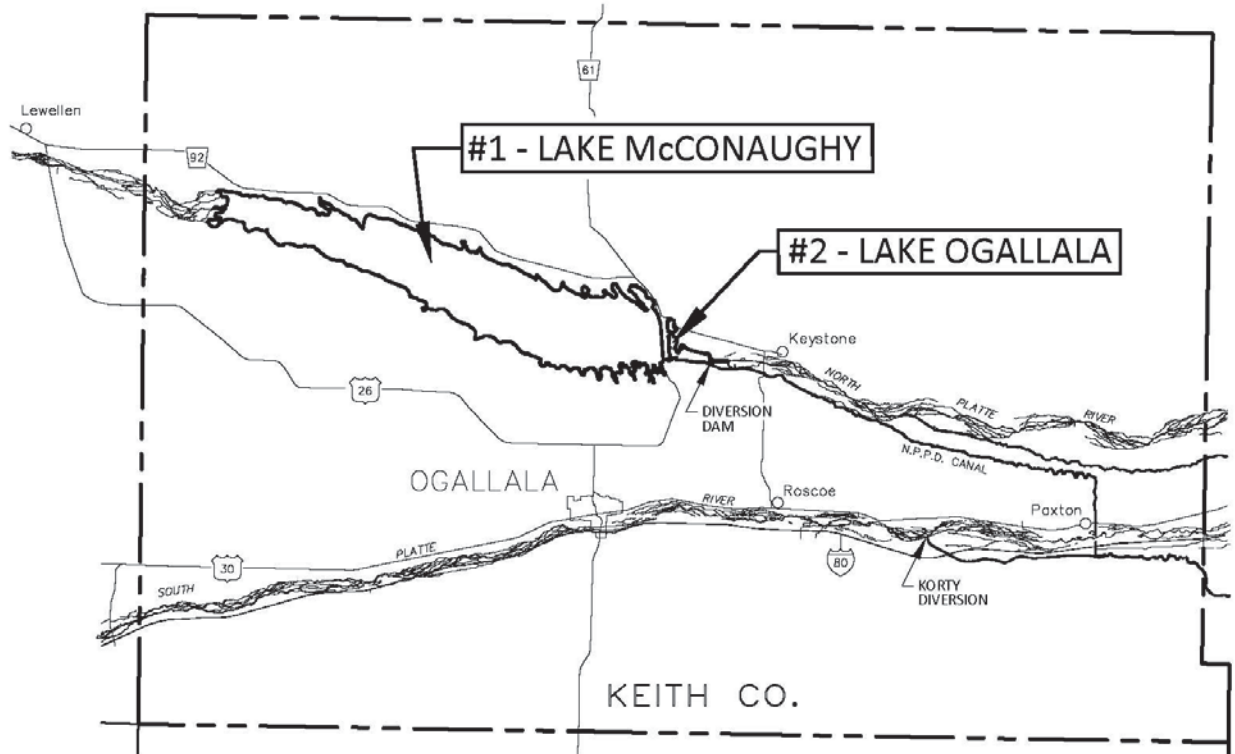 61
Lewellen
#1 - LAKE McCONAUGHY
92
#2 - LAKE OGALLALA
Keystone
NORTH
PLATTE
RIVER
26
DIVERSION
DAM
N.P.P.D. CANAL
OGALLALA
RIVER
Roscoe
Paxton
PLATTE
30
80
SOUTH
KORTY
DIVERSION
KEITH CO.